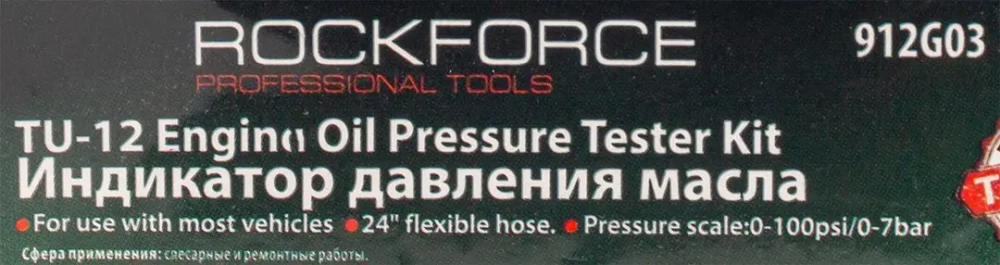 ROCKFORCE 912G03
PROFESSIONAL TOOLS
TU-12 Engine Oil Pressure Tester Kit
Индикатор давления масла
For use with most vehicles 24" flexible hose. Pressure scale:0-100psi/0-7bar
Сфера применения: слесарные и ремонтные работы.